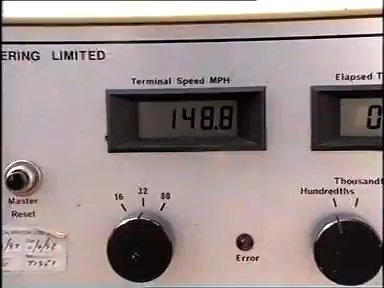 ERING LIMITED
Terminal Speed MPH
Elapsed T
148.8
0
Master
Reset
16 32 80
Thousandt
Hundredths
Error